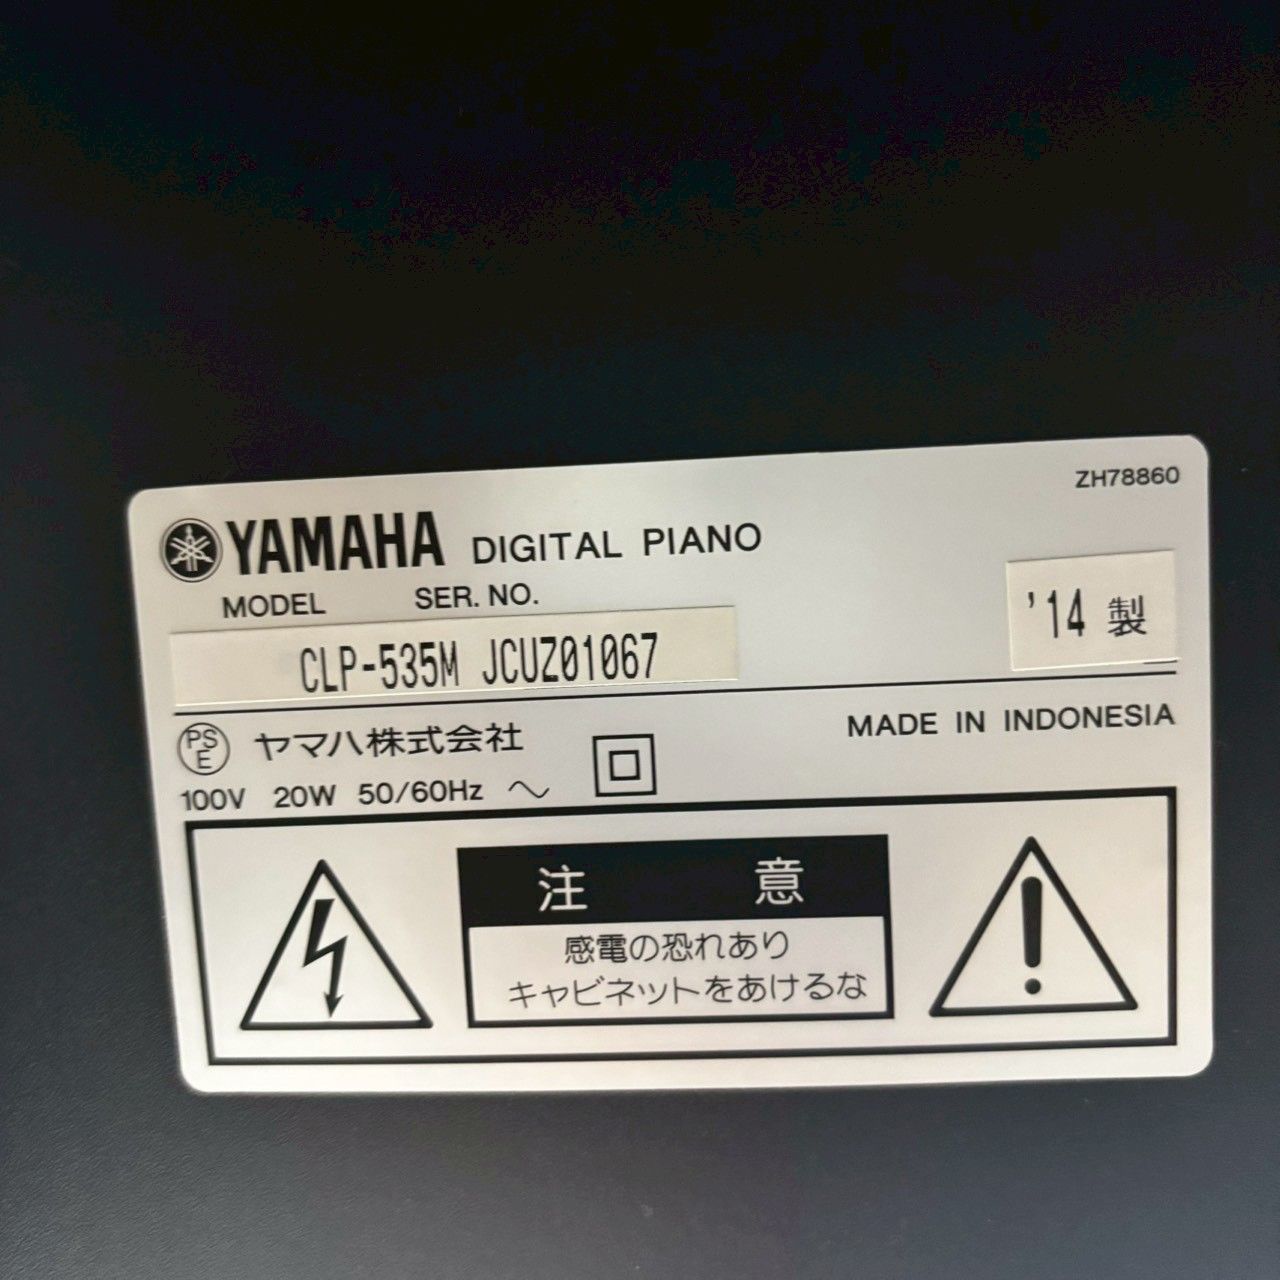 ZH78860
YAMAHA DIGITAL PIANO
MODEL SER. NO.
CLP-535M JCUZ01067
'14 製
PSE ヤマハ株式会社
MADE IN INDONESIA
100V 20W 50/60Hz ～
注 意
感電の恐れあり
キャビネットをあけるな